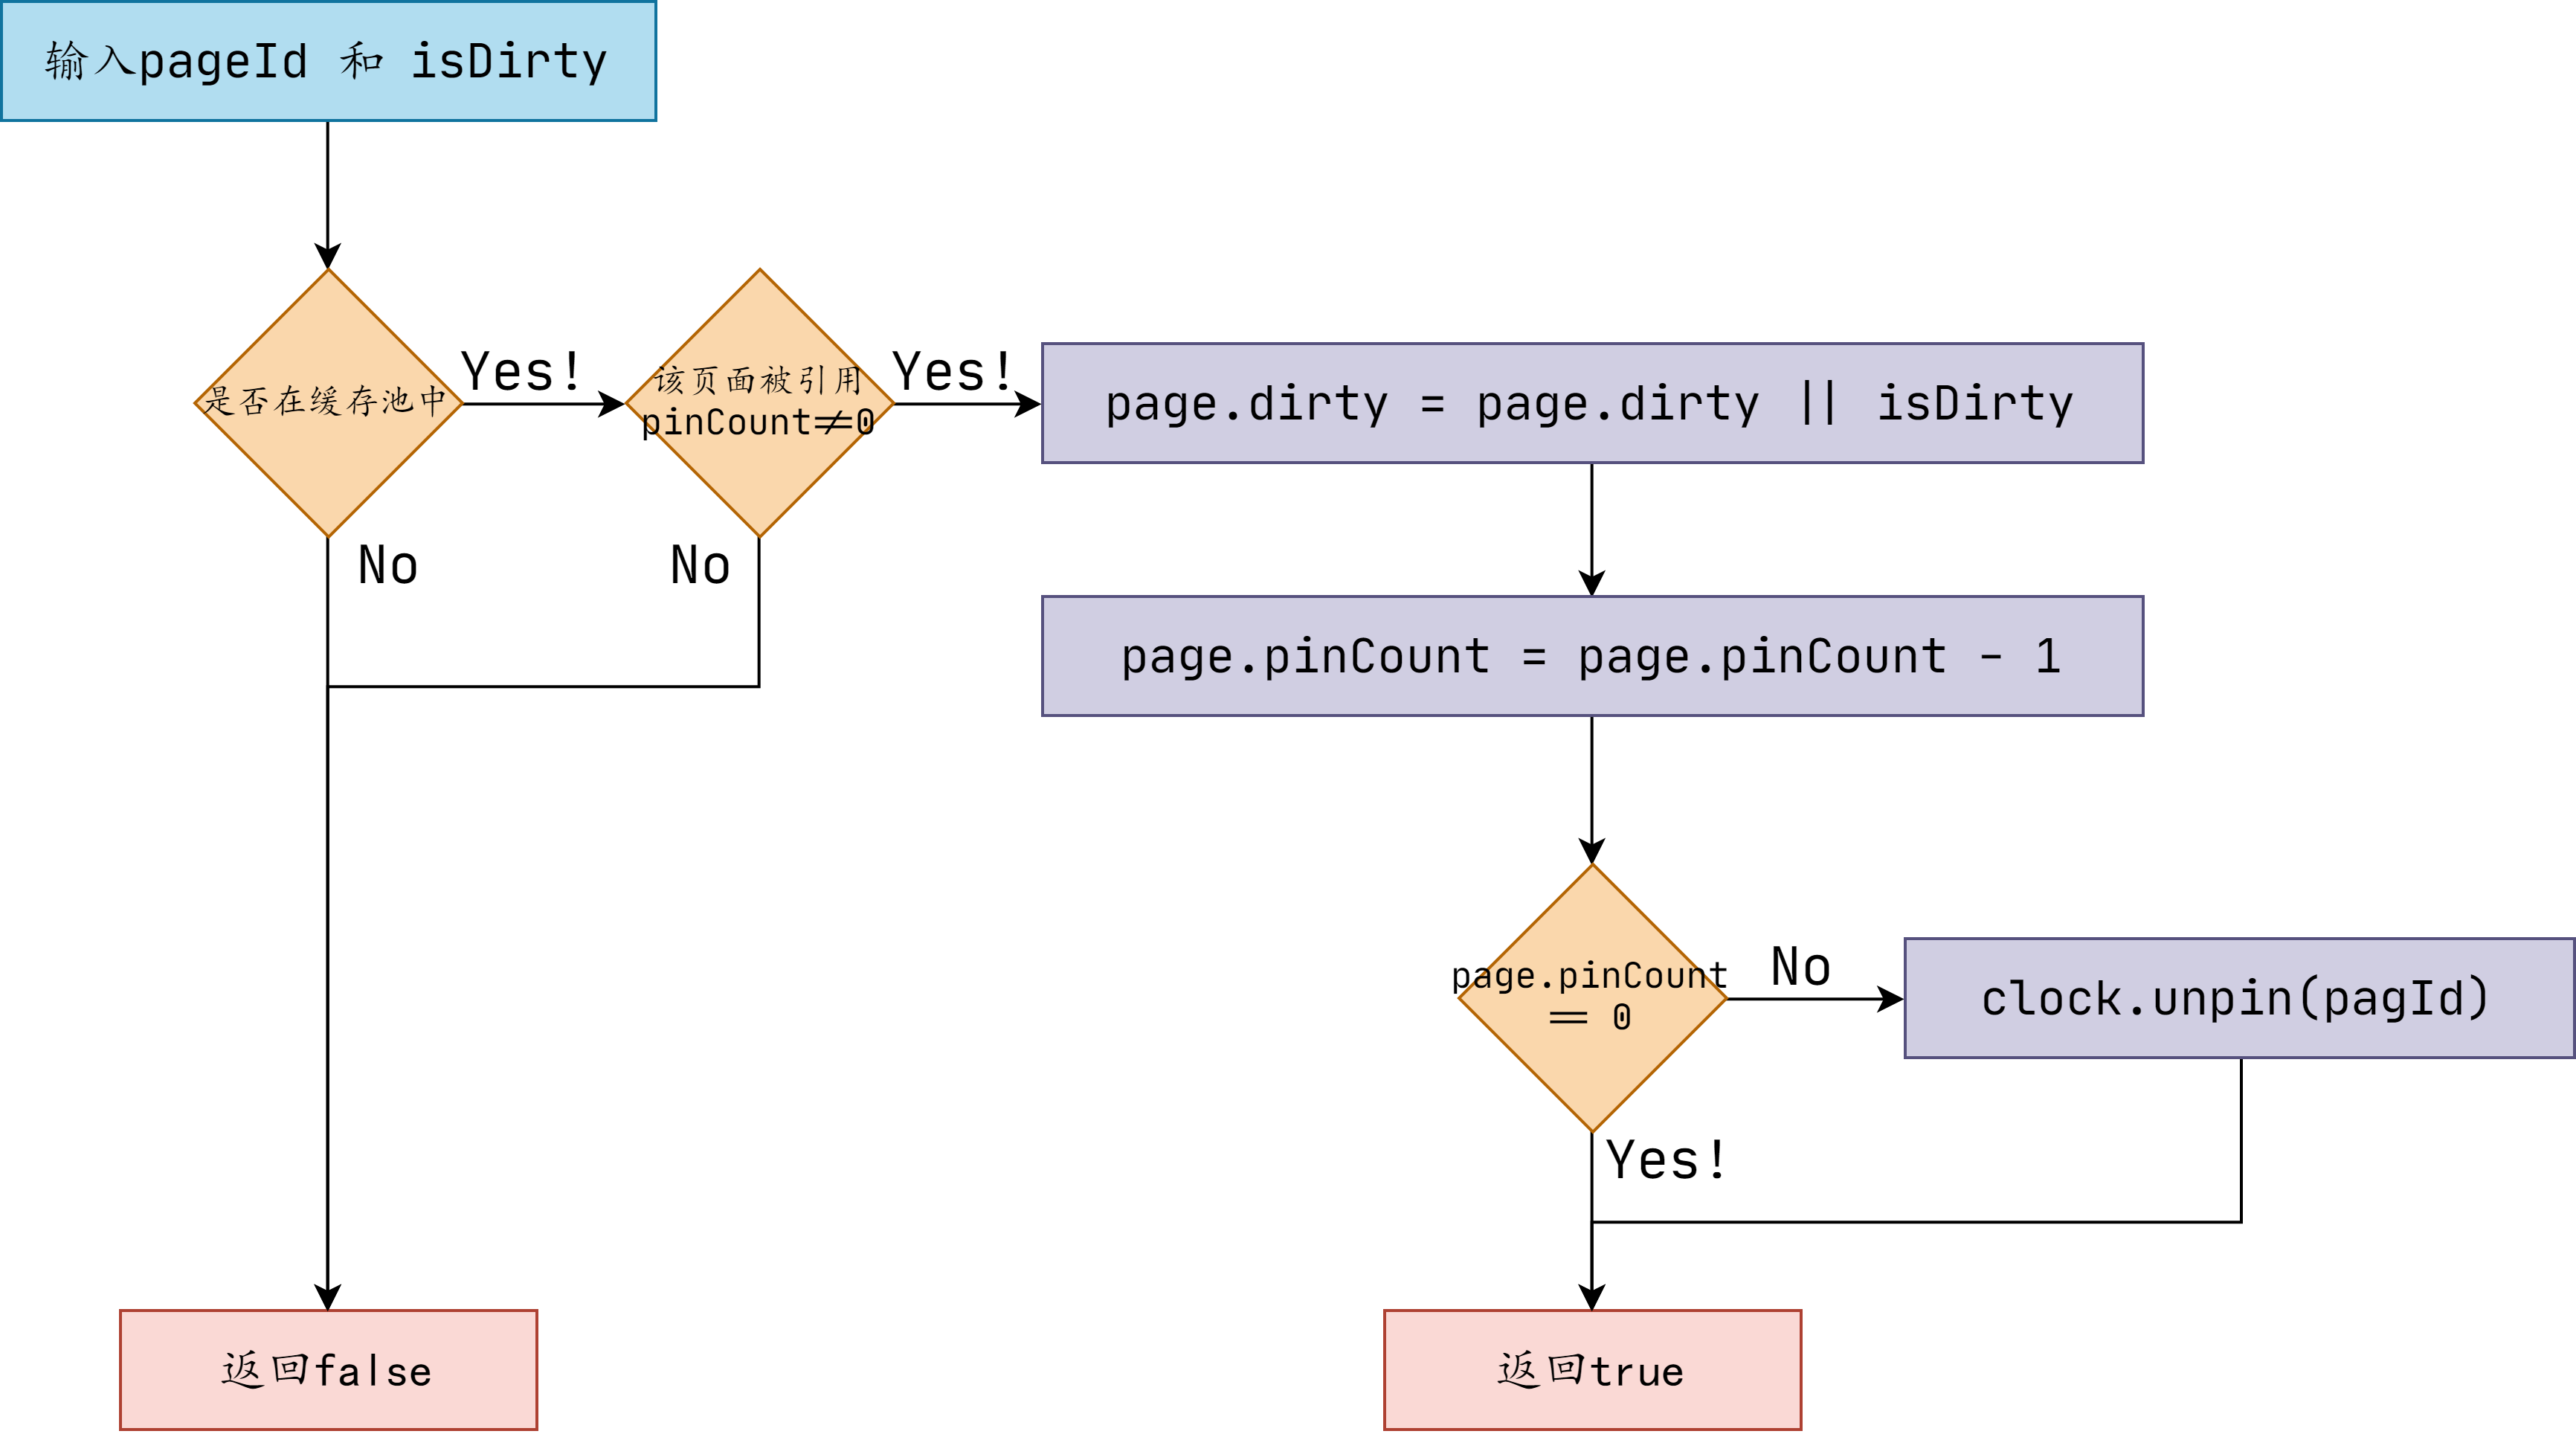 输入pageId 和 isDirty
是否在缓存池中
Yes!
该页面被引用
pinCount≠0
Yes!
page.dirty = page.dirty || isDirty
No
No
page.pinCount = page.pinCount - 1
page.pinCount
== 0
No
clock.unpin(pagId)
Yes!
返回false
返回true